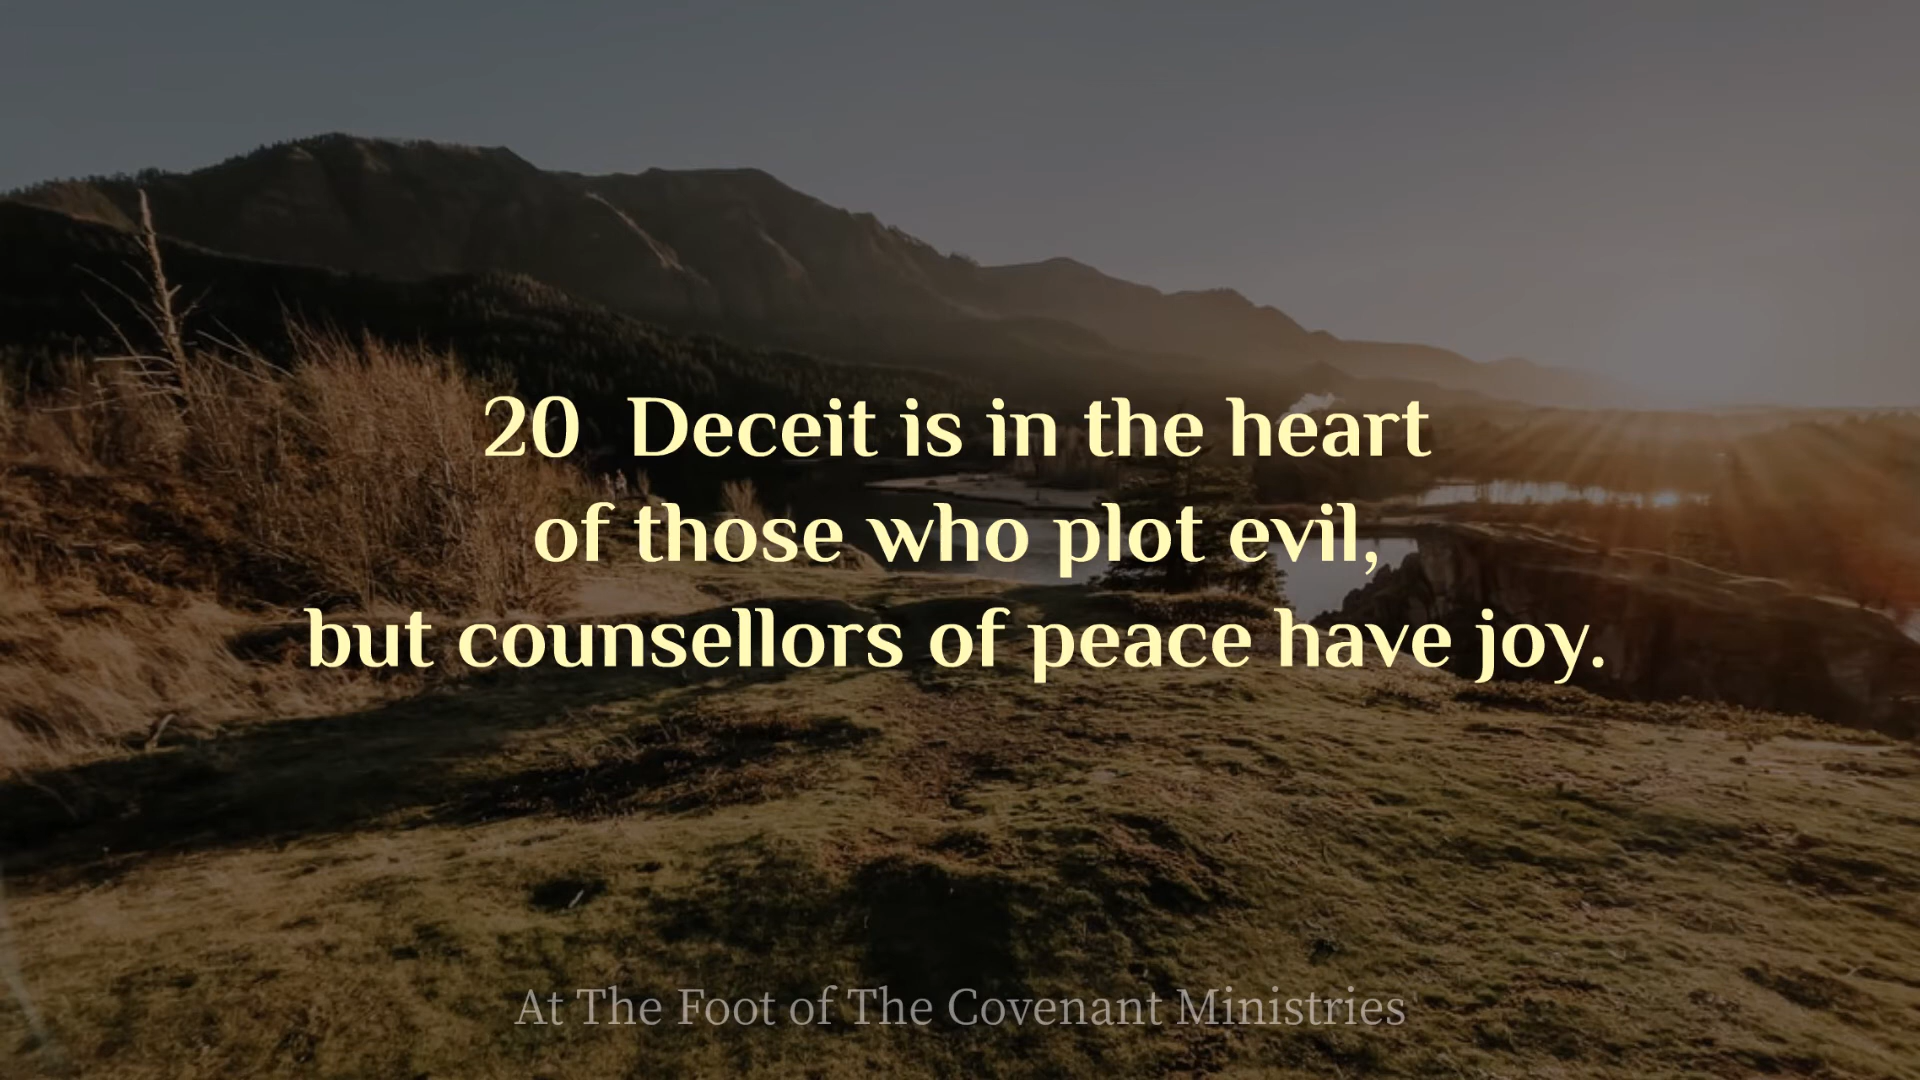 20 Deceit is in the heart
of those who plot evil,
but counsellors of peace have joy.
At The Foot of The Covenant Ministries